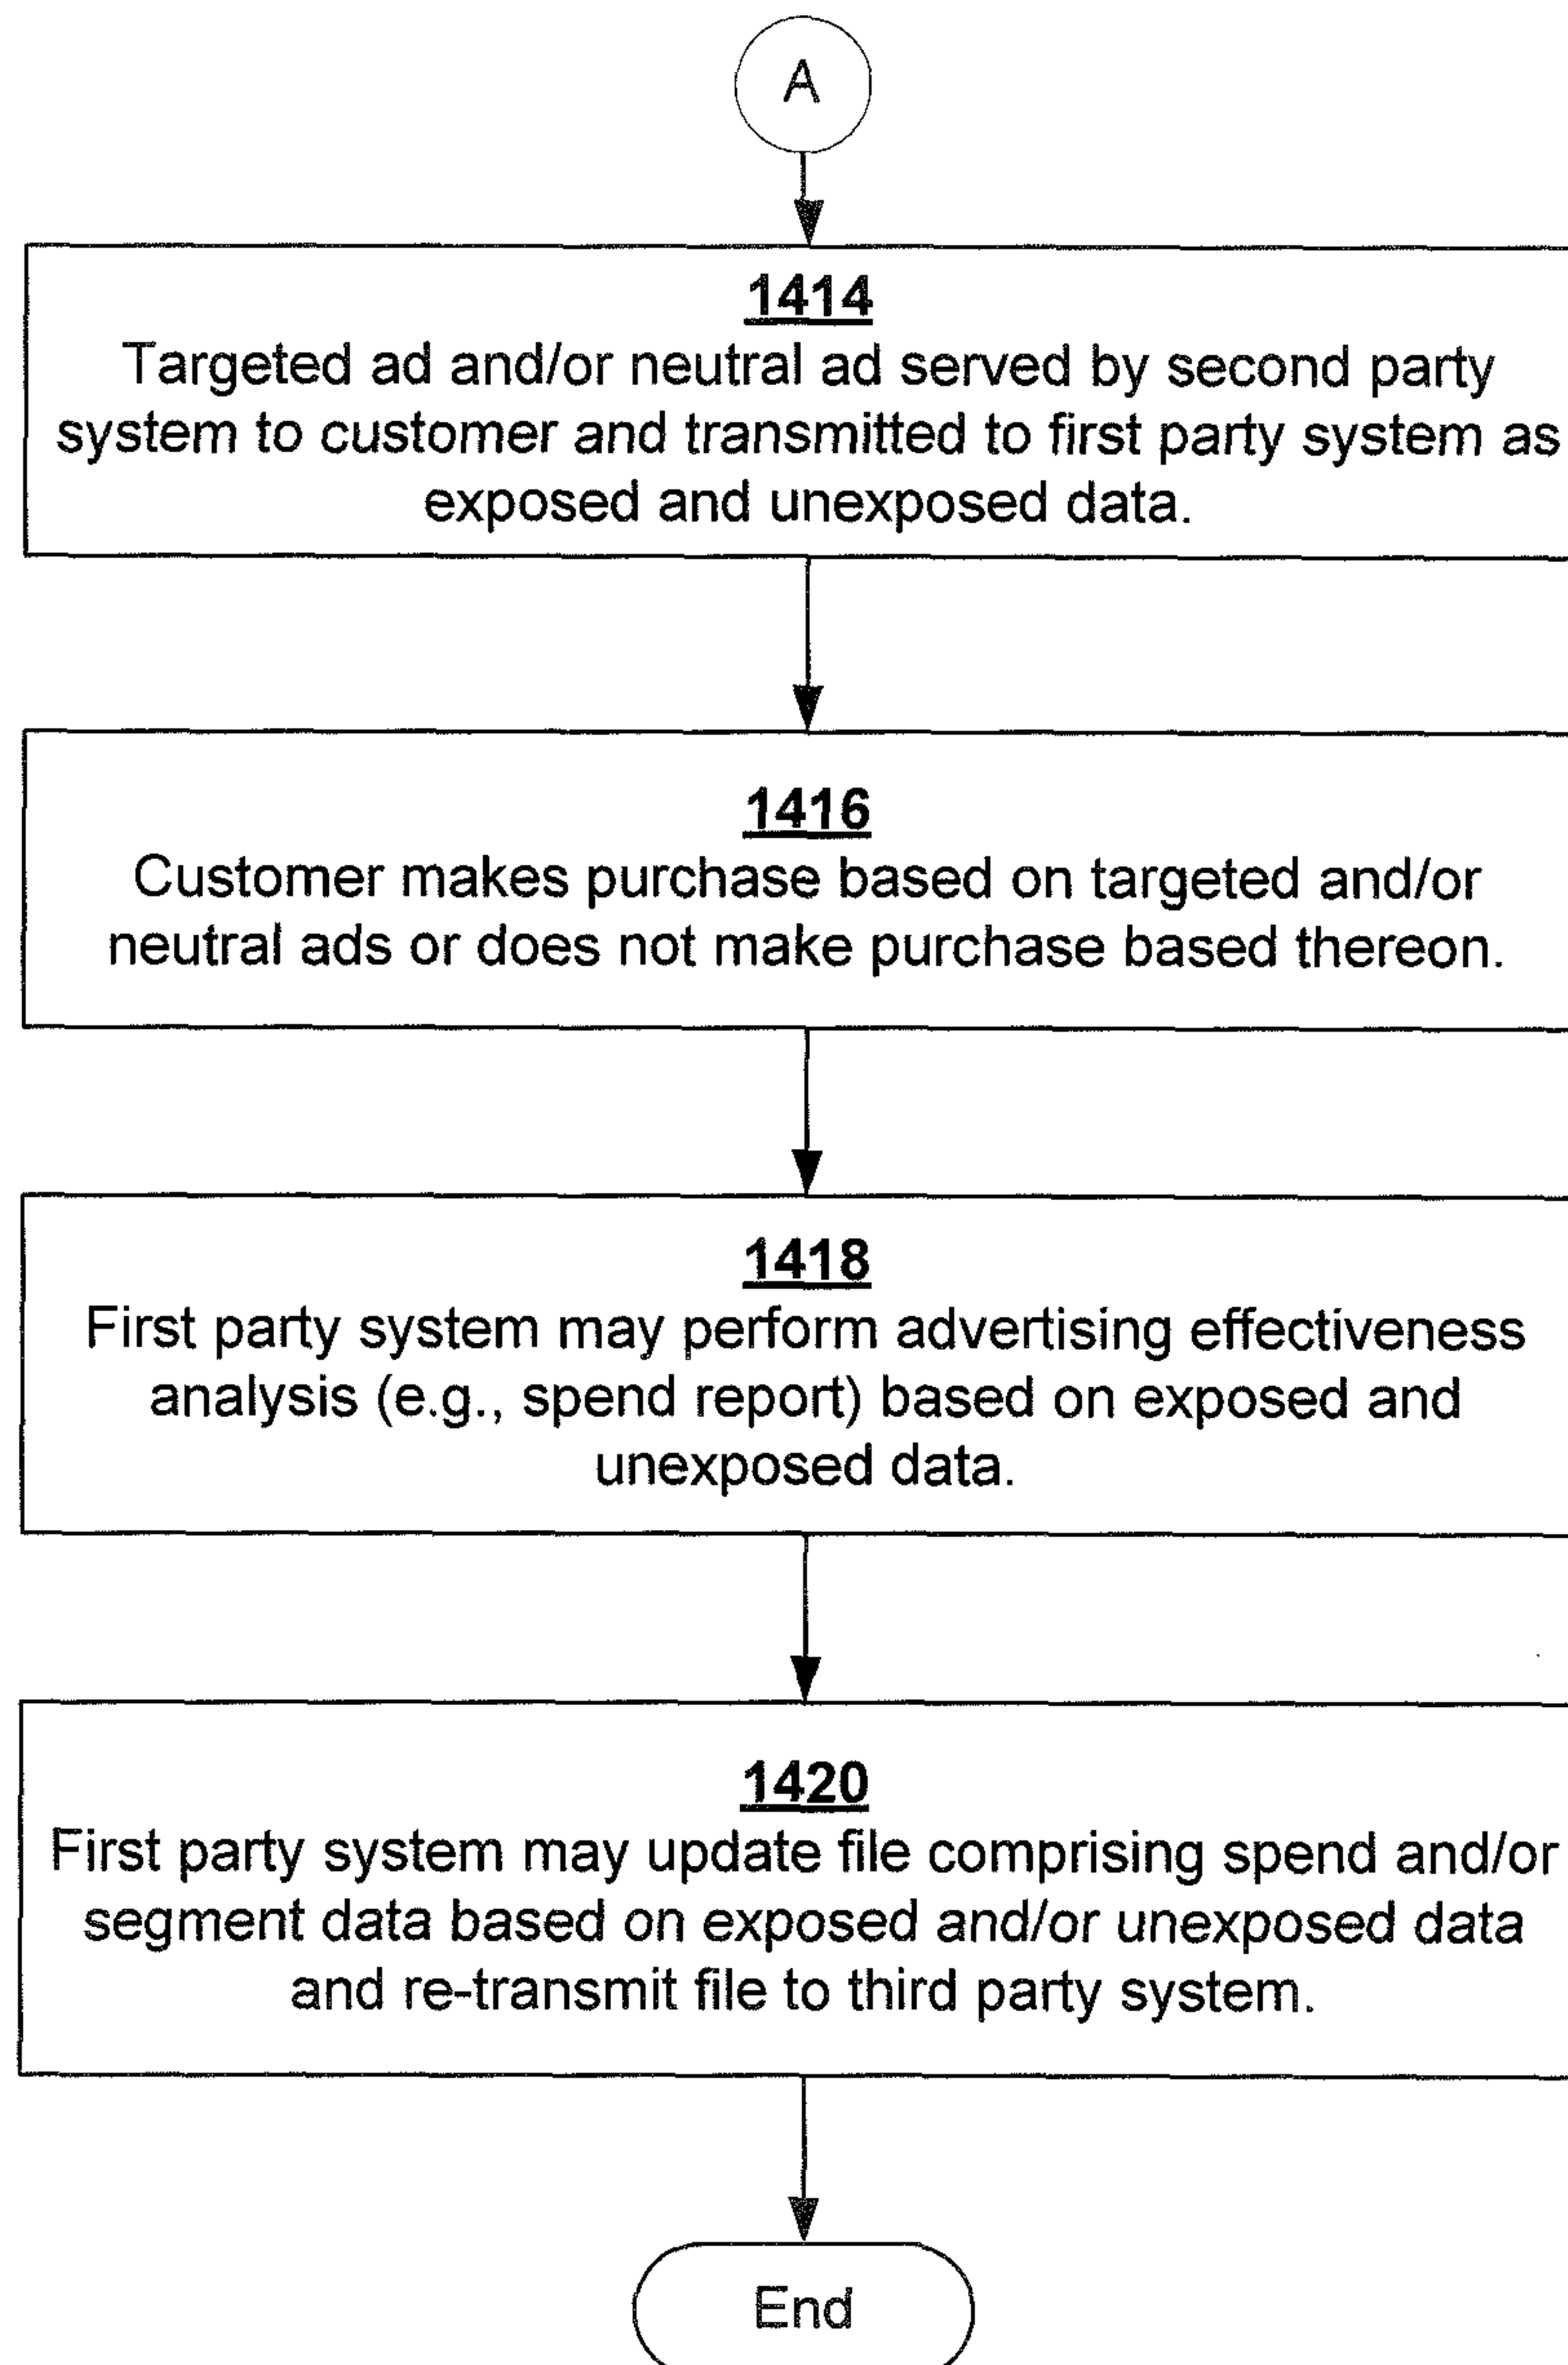 A
1414
Targeted ad and/or neutral ad served by second party
system to customer and transmitted to first party system as
exposed and unexposed data.
1416
Customer makes purchase based on targeted and/or
neutral ads or does not make purchase based thereon.
1418
First party system may perform advertising effectiveness
analysis (e.g., spend report) based on exposed and
unexposed data.
1420
First party system may update file comprising spend and/or
segment data based on exposed and/or unexposed data
and re-transmit file to third party system.
End